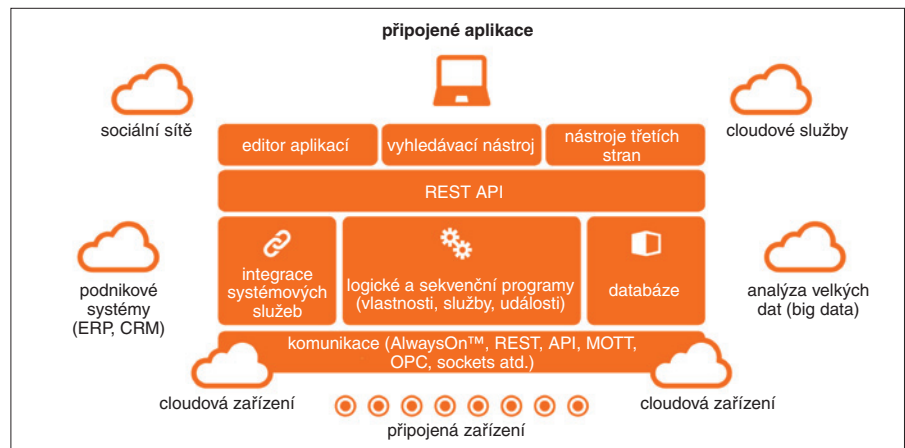 připojené aplikace
sociální sítě
cloudové služby
editor aplikací
vyhledávací nástroj
nástroje třetích
stran
REST API
integrace
systémových
služeb
logické a sekvenční programy
(vlastnosti, služby, události)
databáze
podnikové
systémy
(ERP, CRM)
analýza velkých
dat (big data)
komunikace (AlwaysOn™, REST, API, MOTT,
OPC, sockets atd.)
cloudová zařízení
cloudová zařízení
připojená zařízení